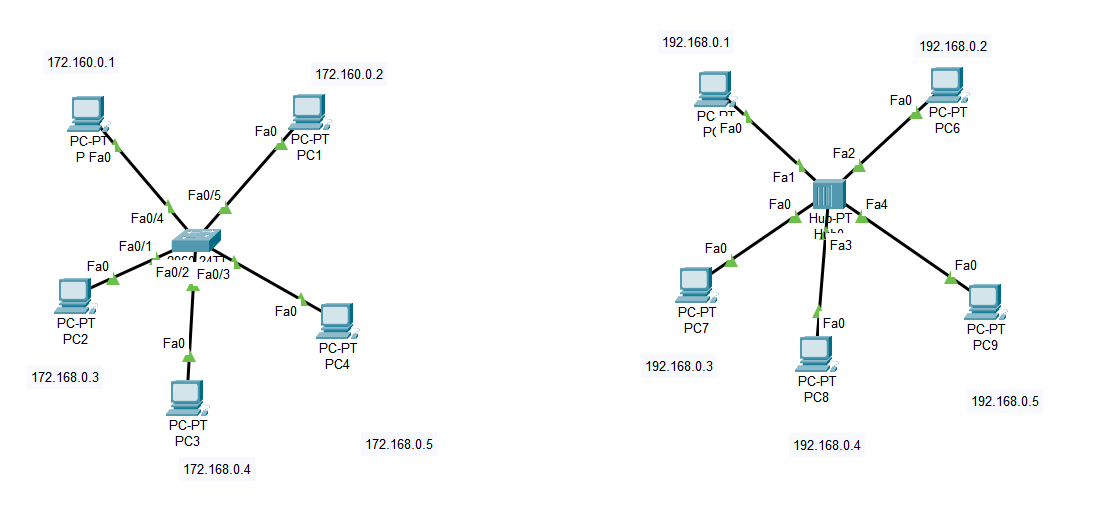 172.160.0.1
172.160.0.2
PC-PT
Fa0
Fa0
PC-PT
PC1
Fa0/5
Fa0/4
Fa0/1
Fa0/2
Fa0/3
Fa0
PC-PT
PC2
Fa0
PC-PT
PC4
Fa0
172.168.0.3
PC-PT
PC3
172.168.0.4
172.168.0.5
192.168.0.1
192.168.0.2
Fa0
Fa0
PC-PT
PC6
Fa1
Fa2
Fa0
Fa4
Hub-PT
Fa3
Fa0
PC-PT
PC7
Fa0
PC-PT
PC9
Fa0
192.168.0.3
PC-PT
PC8
192.168.0.5
192.168.0.4